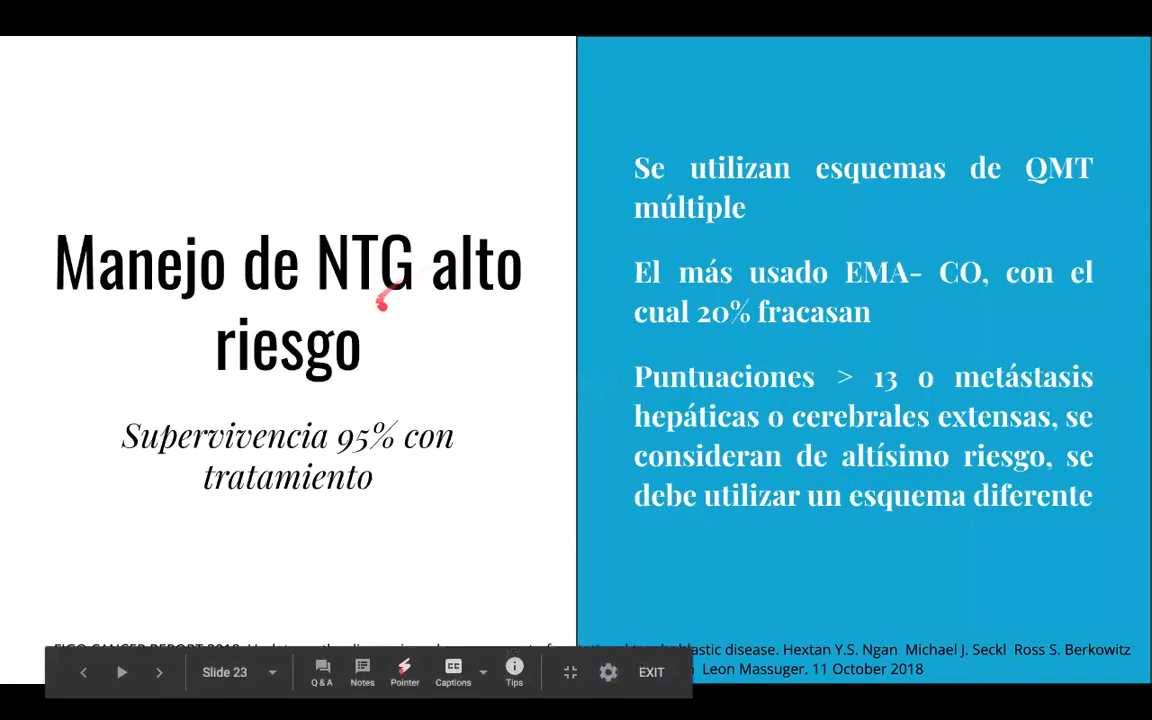 Manejo de NTG alto
riesgo
Supervivencia 95% con
tratamiento
Se utilizan esquemas de QMT
múltiple
El más usado EMA- CO, con el
cual 20% fracasan
Puntuaciones > 13 o metástasis
hepáticas o cerebrales extensas, se
consideran de altísimo riesgo, se
debe utilizar un esquema diferente
disease. Hextan Y.S. Ngan Michael J. Seckl Ross S. Berkowitz
Leon Massuger. 11 October 2018
Slide 23
Q & A
Notes
Pointer
Captions
Tips
EXIT